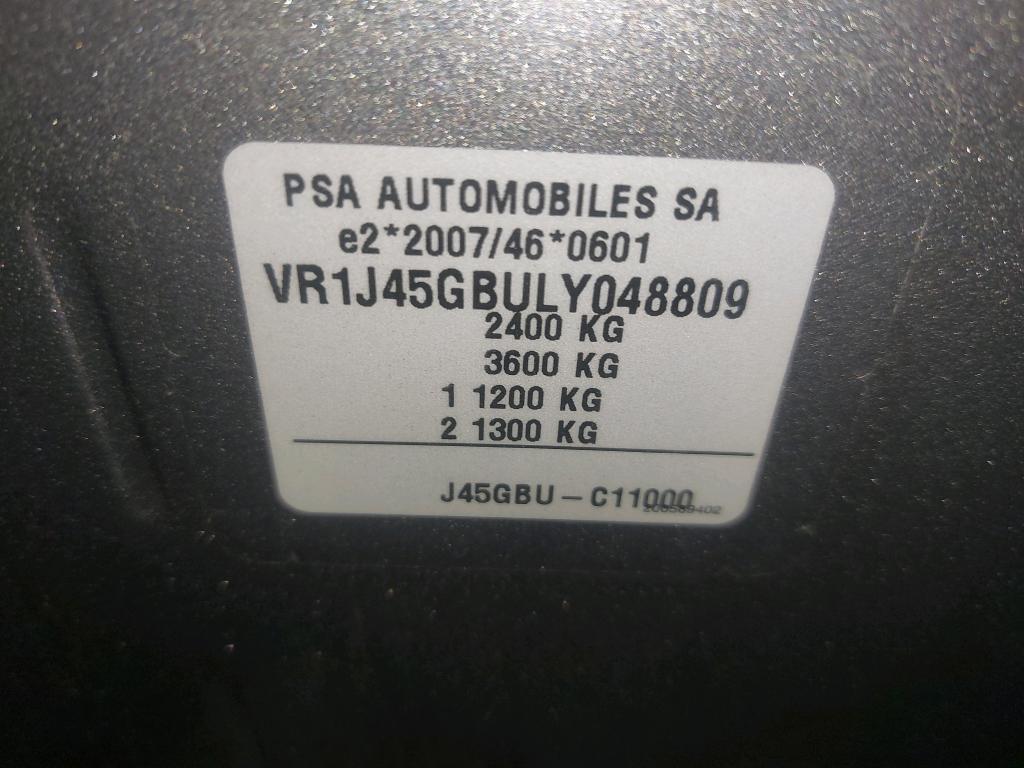 PSA AUTOMOBILES SA
e2*2007/46*0601
VR1J45GBULY048809
2400 KG
3600 KG
1 1200 KG
2 1300 KG
J45GBU - C11000